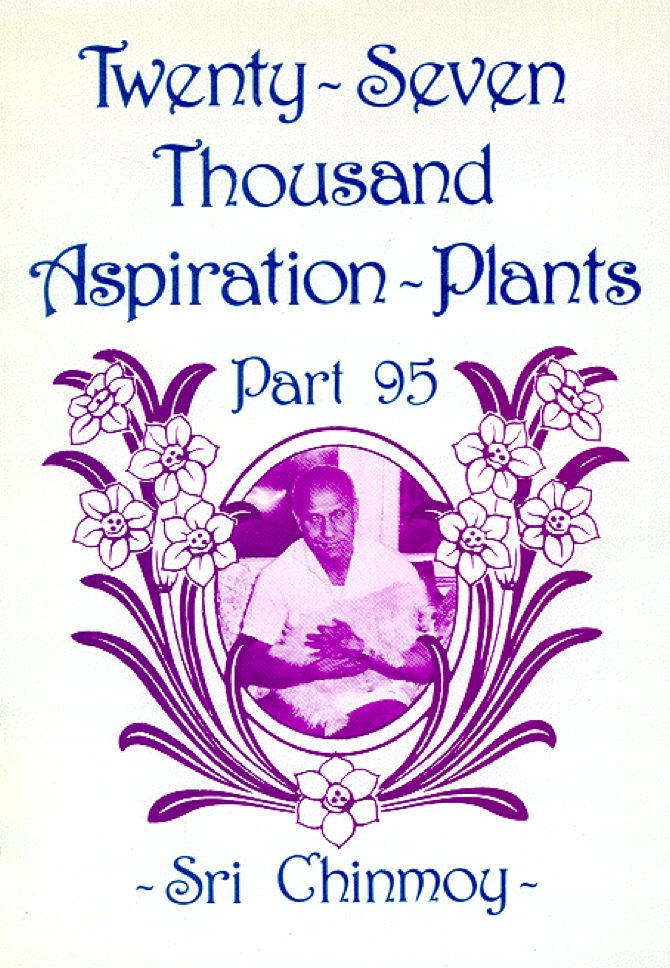 Twenty~Seven
Thousand
Aspiration~Plants
Part 95
~Sri Chinmoy~